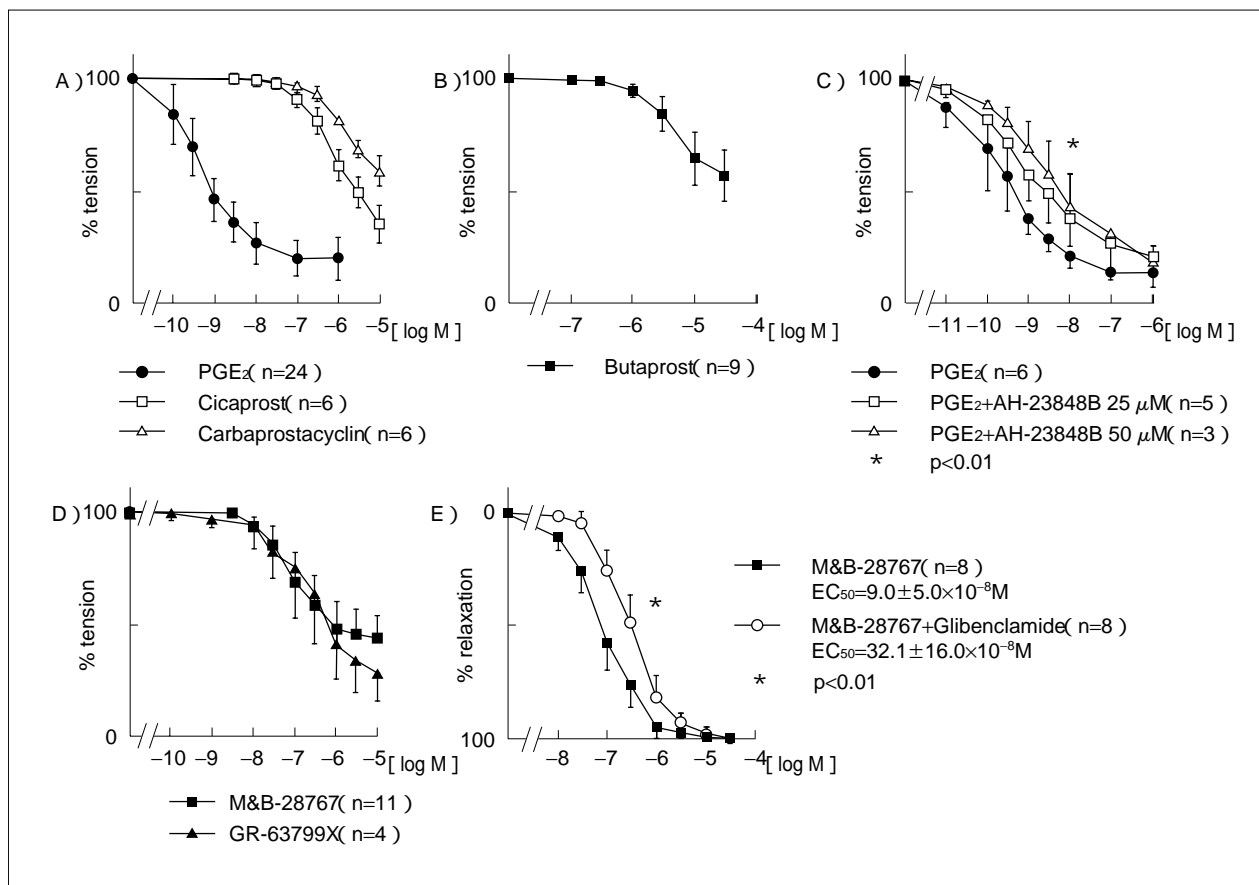 A) 100
% tension
0
−10 −9 −8 −7 −6 −5 [ log M ]
PGE₂( n=24 )
Cicaprost( n=6 )
Carbaprostacyclin( n=6 )
B ) 100
% tension
0
−7 −6 −5 −4 [ log M ]
Butaprost( n=9 )
C ) 100
% tension
*
0
−11 −10 −9 −8 −7 −6 [ log M ]
PGE₂( n=6 )
PGE₂+AH-23848B 25 μM( n=5 )
PGE₂+AH-23848B 50 μM( n=3 )
* p<0.01
D ) 100
% tension
0
−10 −9 −8 −7 −6 −5 [ log M ]
M&B-28767( n=11 )
GR-63799X( n=4 )
E ) 0
% relaxation
*
100
−8 −7 −6 −5 −4 [ log M ]
M&B-28767( n=8 )
EC₅₀=9.0±5.0×10⁻⁸M
M&B-28767+Glibenclamide( n=8 )
EC₅₀=32.1±16.0×10⁻⁸M
* p<0.01